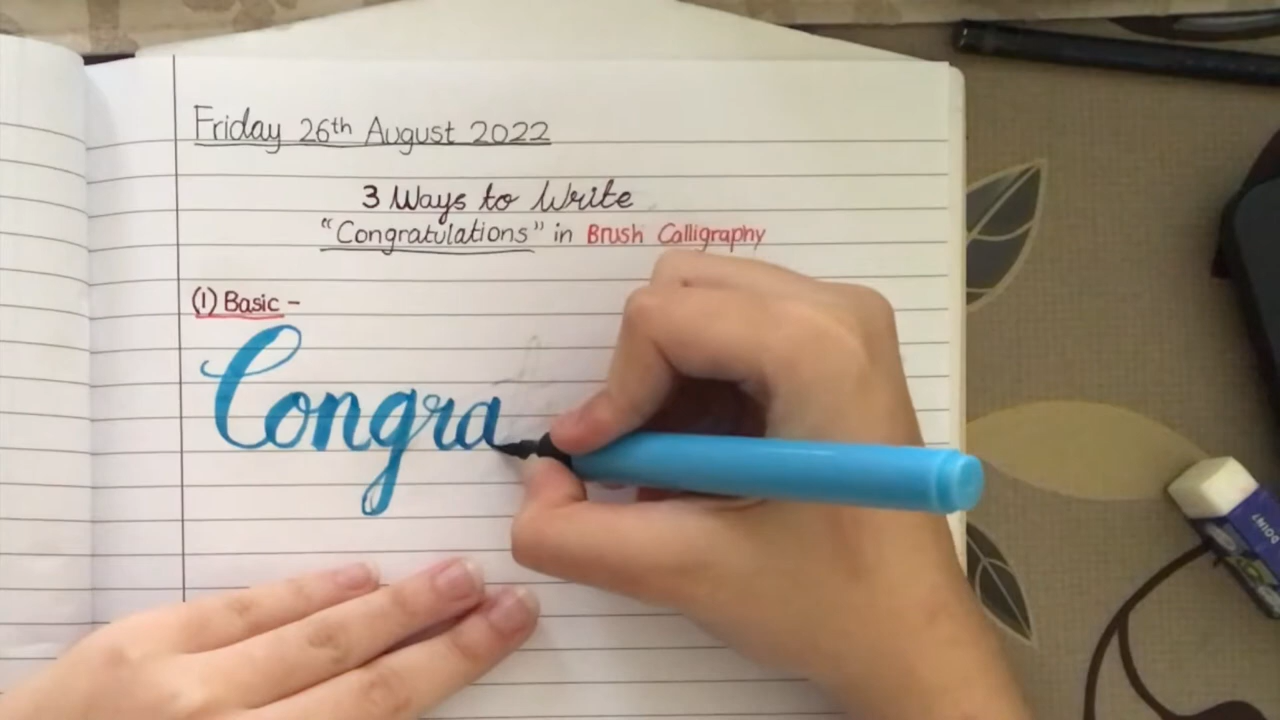 Friday 26th August 2022
3 Ways to Write
"Congratulations" in Brush Calligraphy
(1) Basic -
Congra